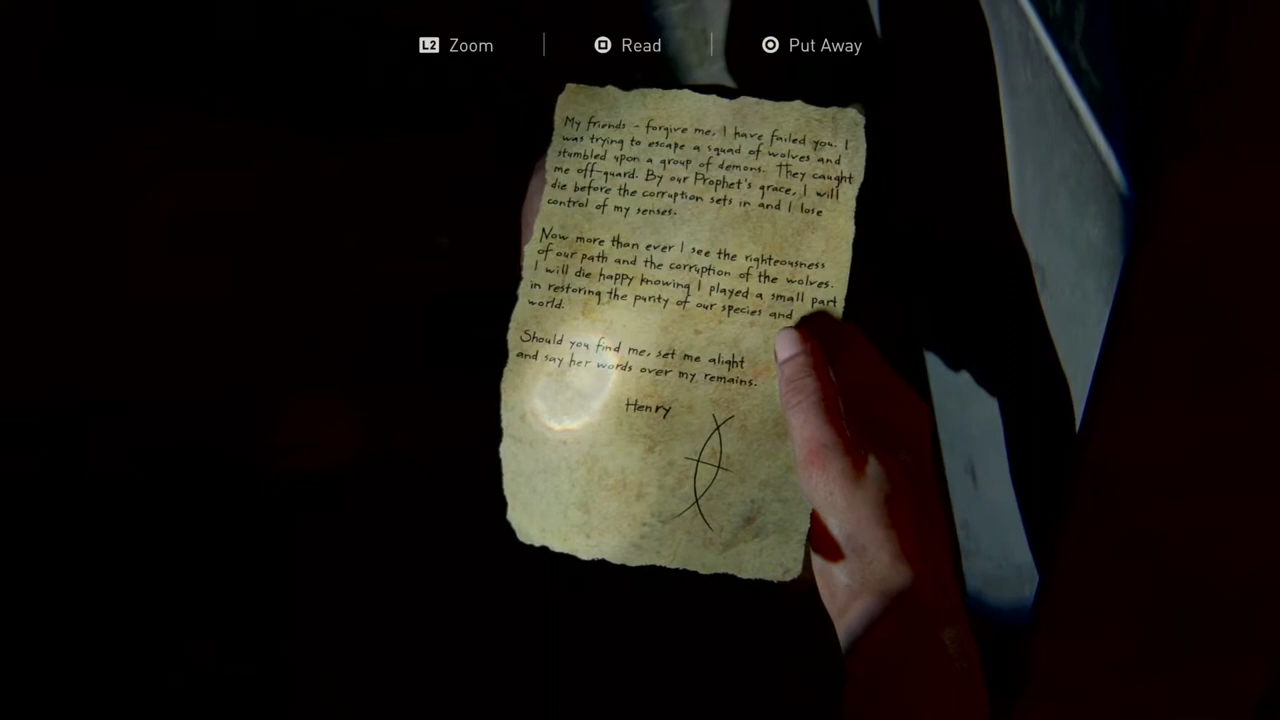 L2 Zoom | Read | Put Away
My friends - forgive me, I have failed you. I
was trying to escape a squad of wolves and
stumbled upon a group of demons. They caught
me off-guard. By our Prophet's grace, I will
die before the corruption sets in and I lose
control of my senses.
Now more than ever I see the righteousness
of our path and the corruption of the wolves.
I will die happy knowing I played a small part
in restoring the purity of our species and
world.
Should you find me, set me alight
and say her words over my remains.
Henry